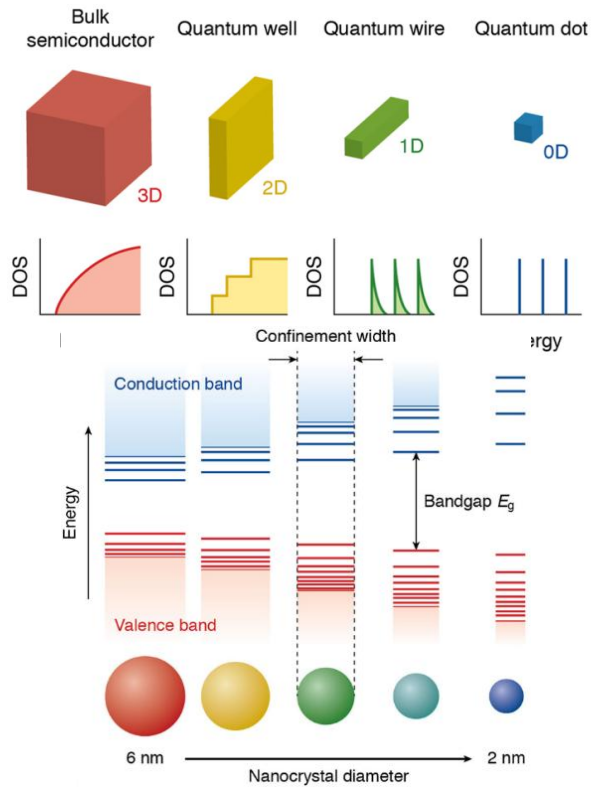 Bulk
semiconductor
Quantum well
Quantum wire
Quantum dot
3D
2D
1D
0D
DOS
DOS
DOS
DOS
Confinement width
ergy
Conduction band
Energy
Bandgap Eg
Valence band
6 nm
2 nm
Nanocrystal diameter